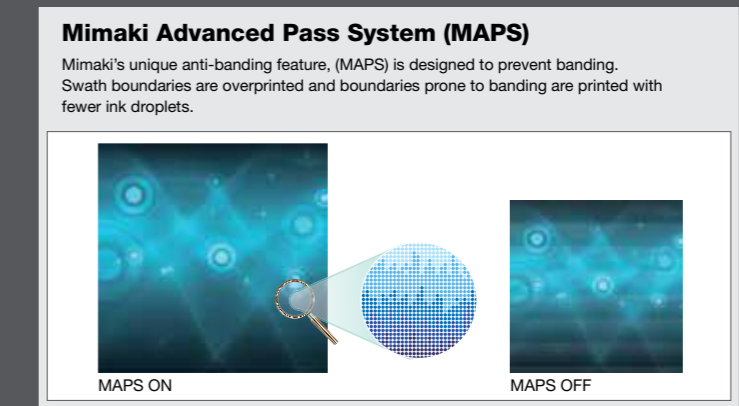 Mimaki Advanced Pass System (MAPS)
Mimaki's unique anti-banding feature, (MAPS) is designed to prevent banding.
Swath boundaries are overprinted and boundaries prone to banding are printed with
fewer ink droplets.
MAPS ON
MAPS OFF